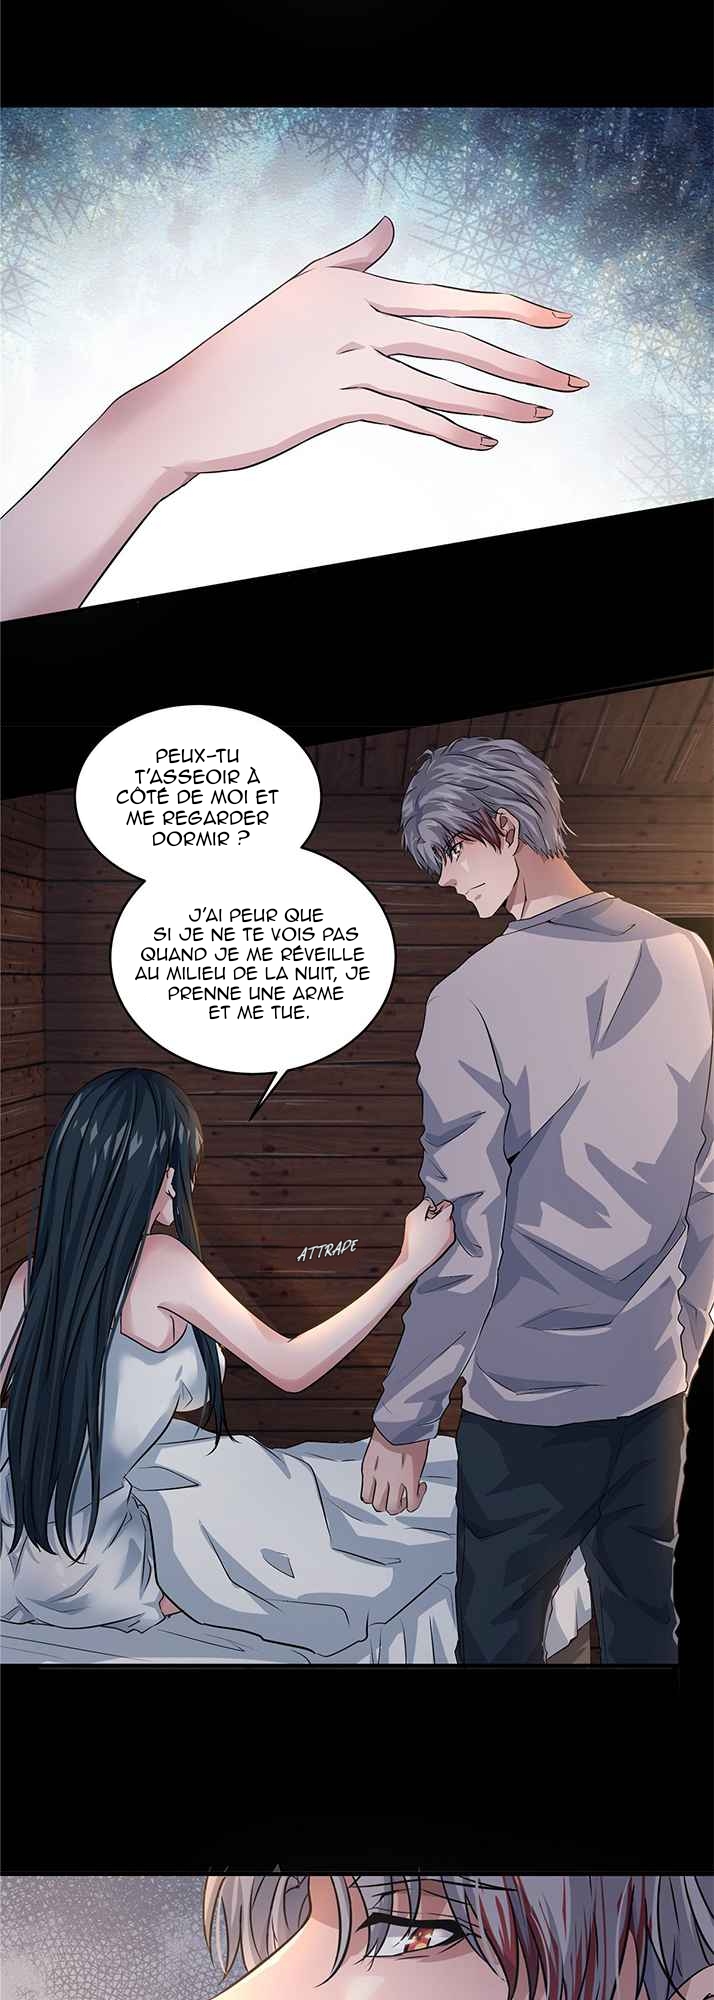 PEUX-TU
T'ASSEOIR À
CÔTÉ DE MOI ET
ME REGARDER
DORMIR ?
J'AI PEUR QUE
SI JE NE TE VOIS PAS
QUAND JE ME RÉVEILLE
AU MILIEU DE LA NUIT, JE
PRENNE UNE ARME
ET ME TUE.
ATTRAPE